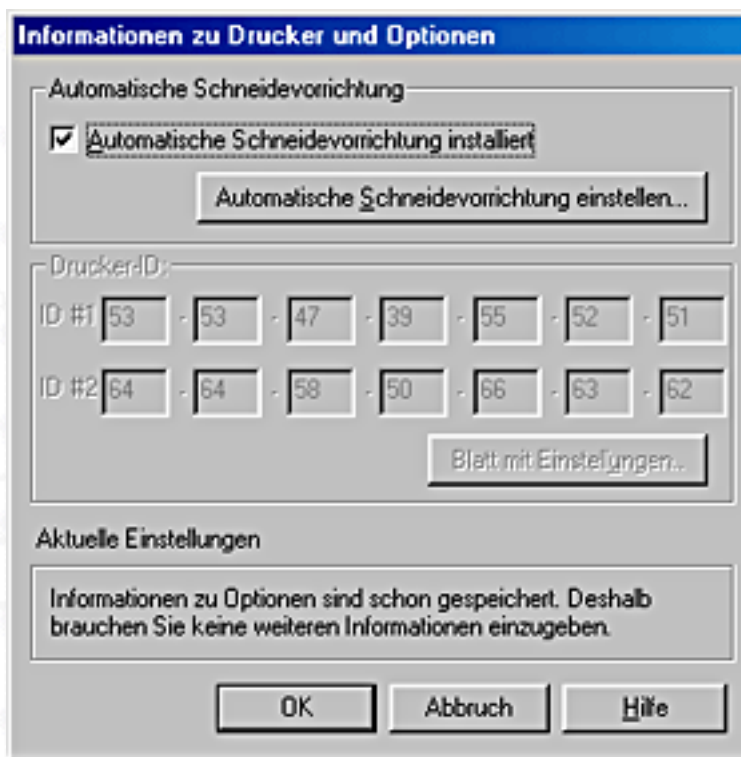 Informationen zu Drucker und Optionen
Automatische Schneidevorrichtung
Automatische Schneidevorrichtung installiert
Automatische Schneidevorrichtung einstellen...
Drucker-ID:
ID #1 53 - 53 - 47 - 39 - 55 - 52 - 51
ID #2 64 - 64 - 58 - 50 - 66 - 63 - 62
Blatt mit Einstellungen..
Aktuelle Einstellungen
Informationen zu Optionen sind schon gespeichert. Deshalb
brauchen Sie keine weiteren Informationen einzugeben.
OK Abbruch Hilfe